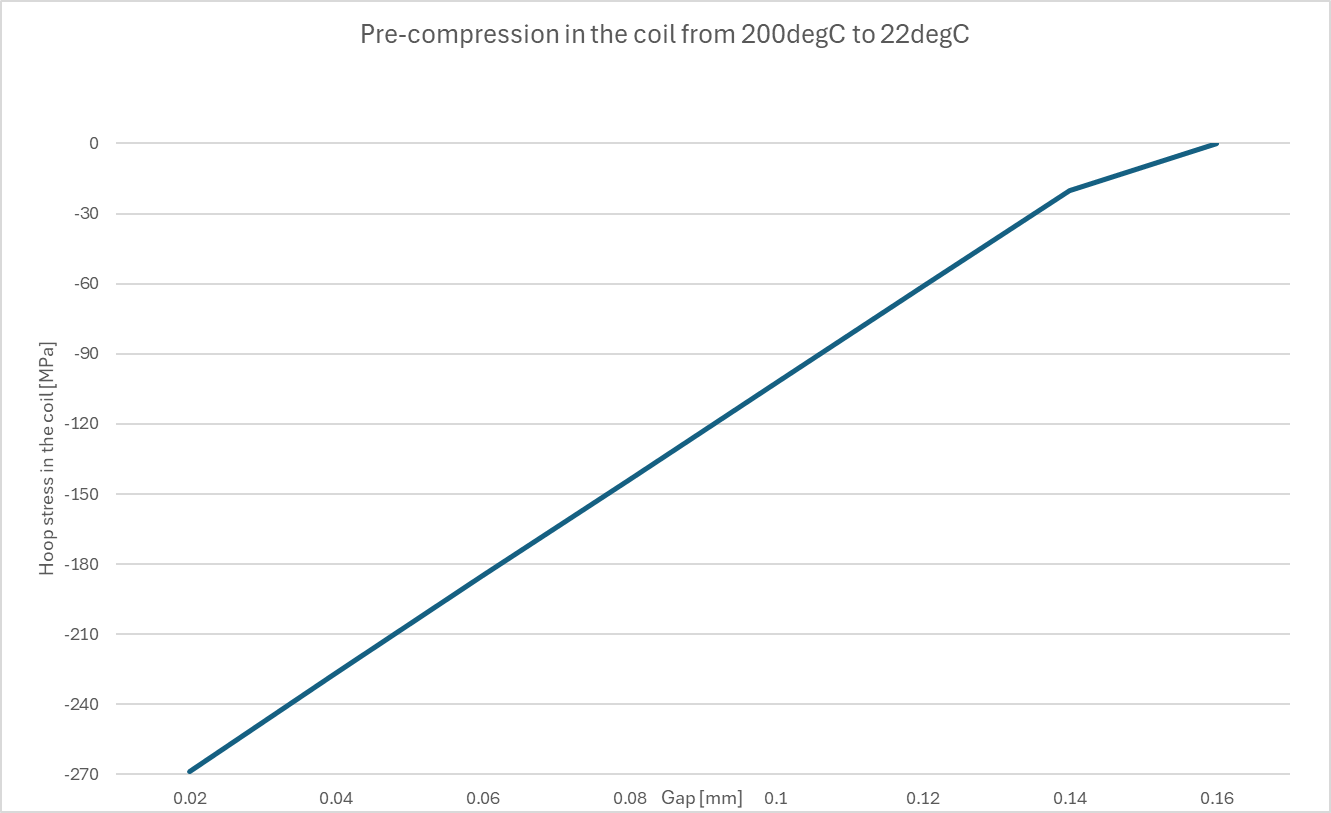 Pre-compression in the coil from 200degC to 22degC
Hoop stress in the coil [MPa]
0
-30
-60
-90
-120
-150
-180
-210
-240
-270
0.02 0.04 0.06 0.08 0.1 0.12 0.14 0.16
Gap [mm]